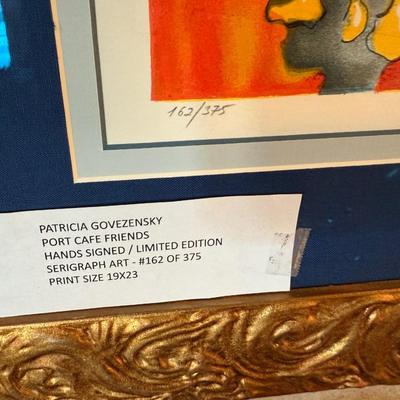 162/375
PATRICIA GOVEZENSKY
PORT CAFE FRIENDS
HANDS SIGNED / LIMITED EDITION
SERIGRAPH ART - #162 OF 375
PRINT SIZE 19X23